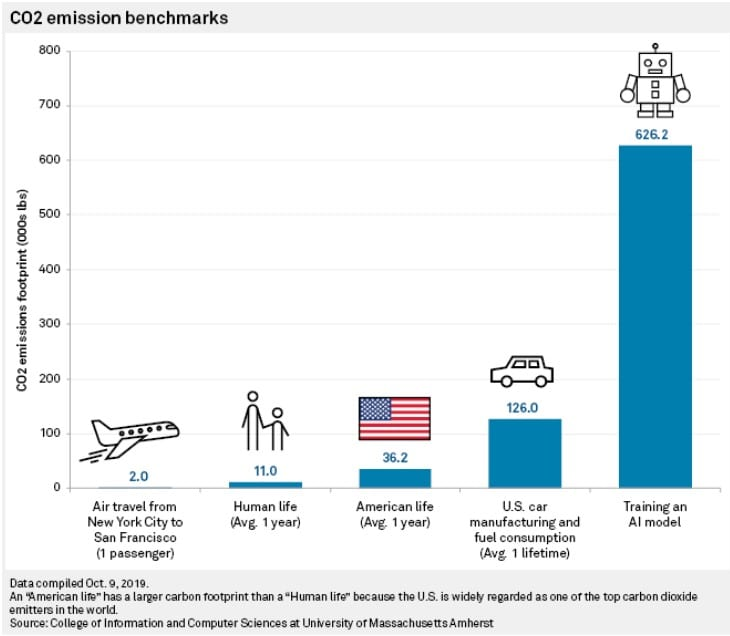 CO2 emission benchmarks
CO2 emissions footprint (000s lbs)
800
700
600
500
400
300
200
100
0
2.0
11.0
36.2
126.0
626.2
Air travel from
New York City to
San Francisco
(1 passenger)
Human life
(Avg. 1 year)
American life
(Avg. 1 year)
U.S. car
manufacturing and
fuel consumption
(Avg. 1 lifetime)
Training an
AI model
Data compiled Oct. 9, 2019.
An "American life" has a larger carbon footprint than a "Human life" because the U.S. is widely regarded as one of the top carbon dioxide
emitters in the world.
Source: College of Information and Computer Sciences at University of Massachusetts Amherst